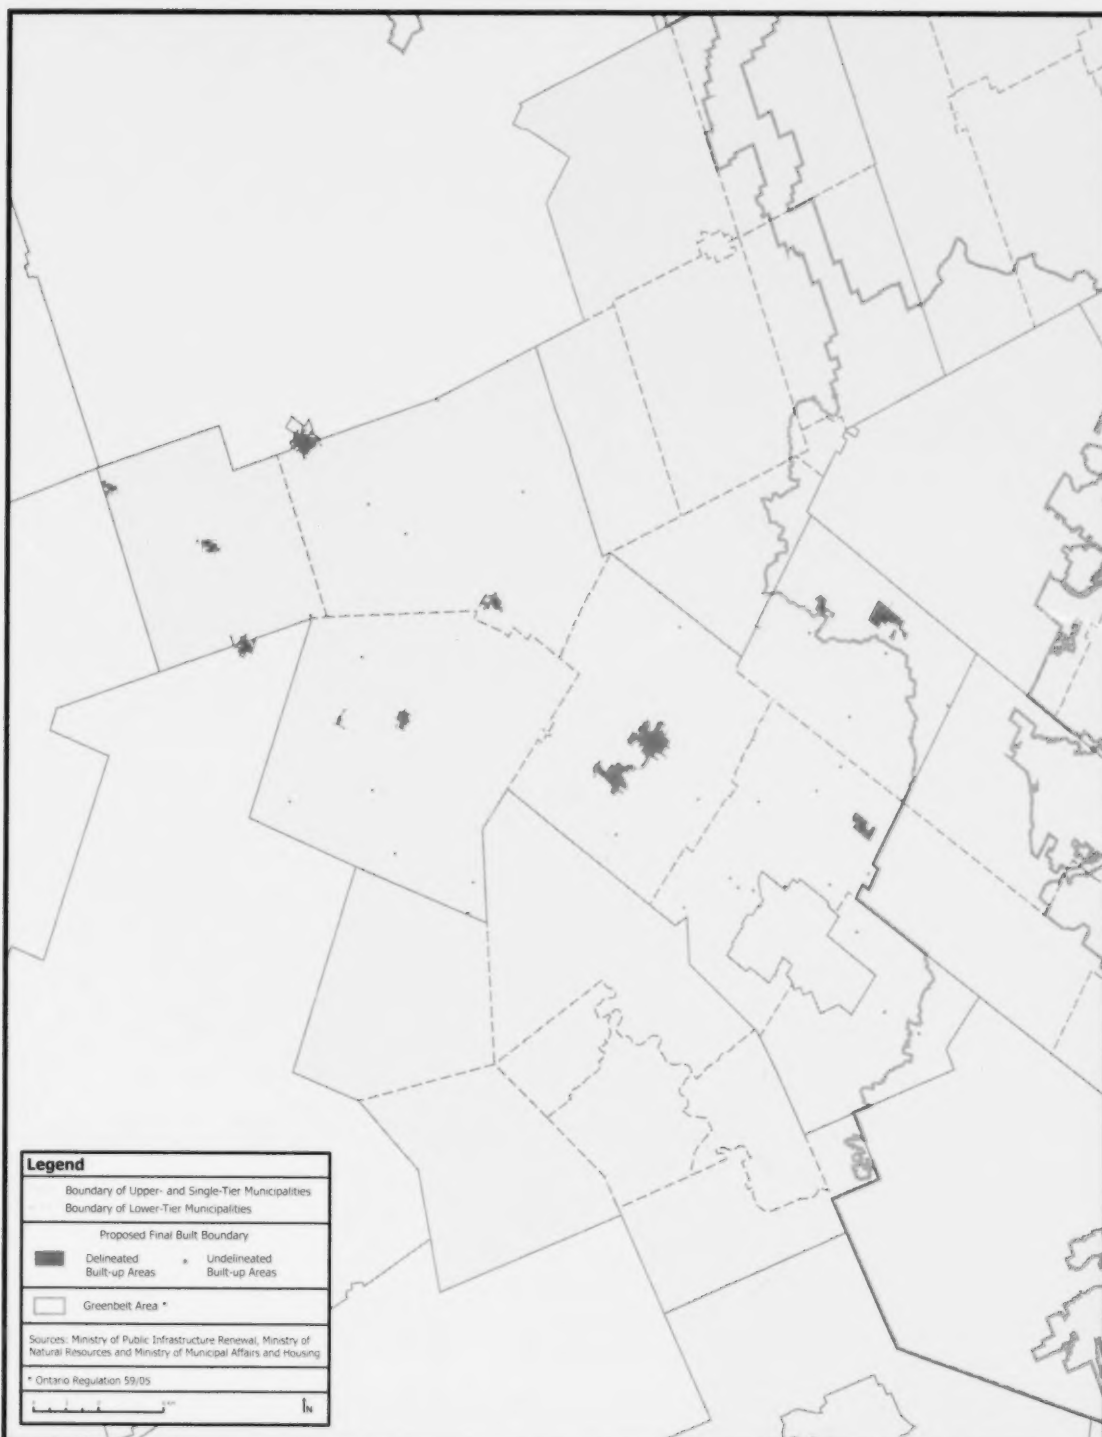 Legend
Boundary of Upper- and Single-Tier Municipalities
Boundary of Lower-Tier Municipalities
Proposed Final Built Boundary
Delineated
Built-up Areas
Undelineated
Built-up Areas
Greenbelt Area *
Sources: Ministry of Public Infrastructure Renewal, Ministry of
Natural Resources and Ministry of Municipal Affairs and Housing
* Ontario Regulation 59/05
N